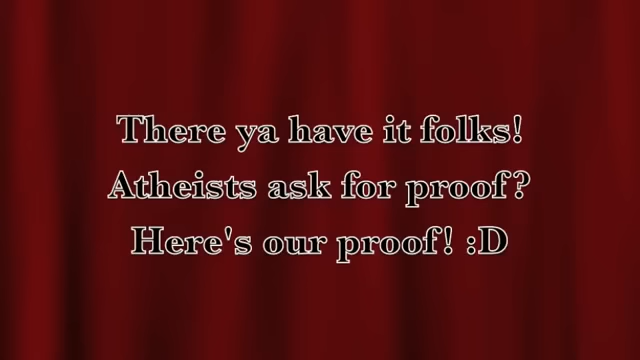 There ya have it folks!
Atheists ask for proof?
Here's our proof! :D